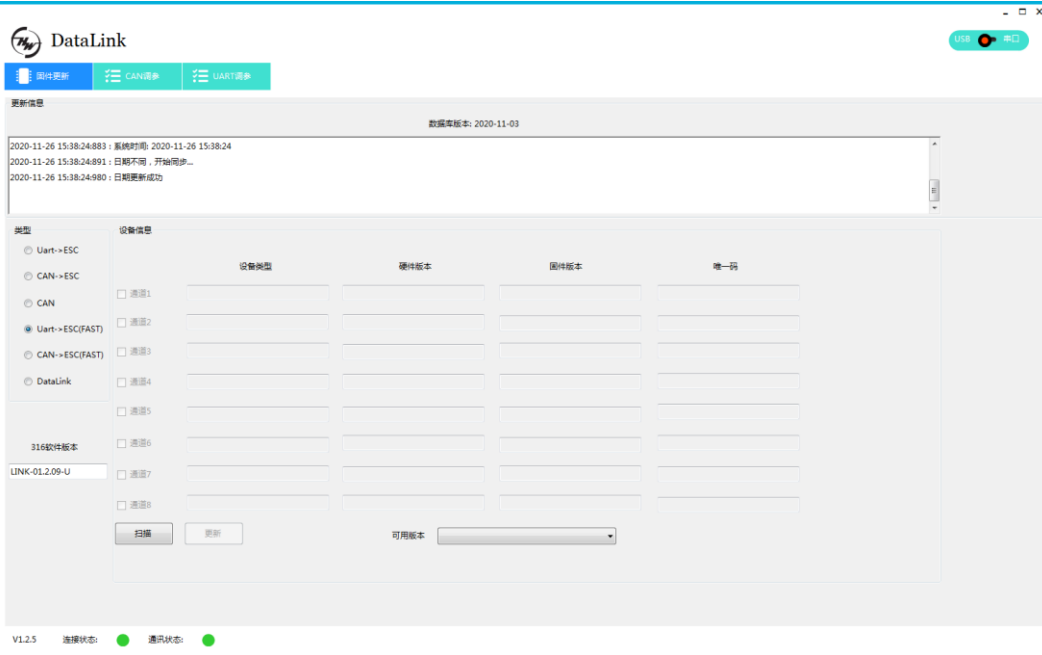 DataLink
USB 串口
固件更新 CAN调参 UART调参
更新信息
数据库版本: 2020-11-03
2020-11-26 15:38:24:883 : 系统时间: 2020-11-26 15:38:24
2020-11-26 15:38:24:891 : 日期不同，开始同步...
2020-11-26 15:38:24:980 : 日期更新成功
类型
Uart->ESC
CAN->ESC
CAN
Uart->ESC(FAST)
CAN->ESC(FAST)
DataLink
316软件版本
LINK-01.2.09-U
设备信息
设备类型 硬件版本 固件版本 唯一码
通道1
通道2
通道3
通道4
通道5
通道6
通道7
通道8
扫描 更新 可用版本
V1.2.5 连接状态: 通讯状态: